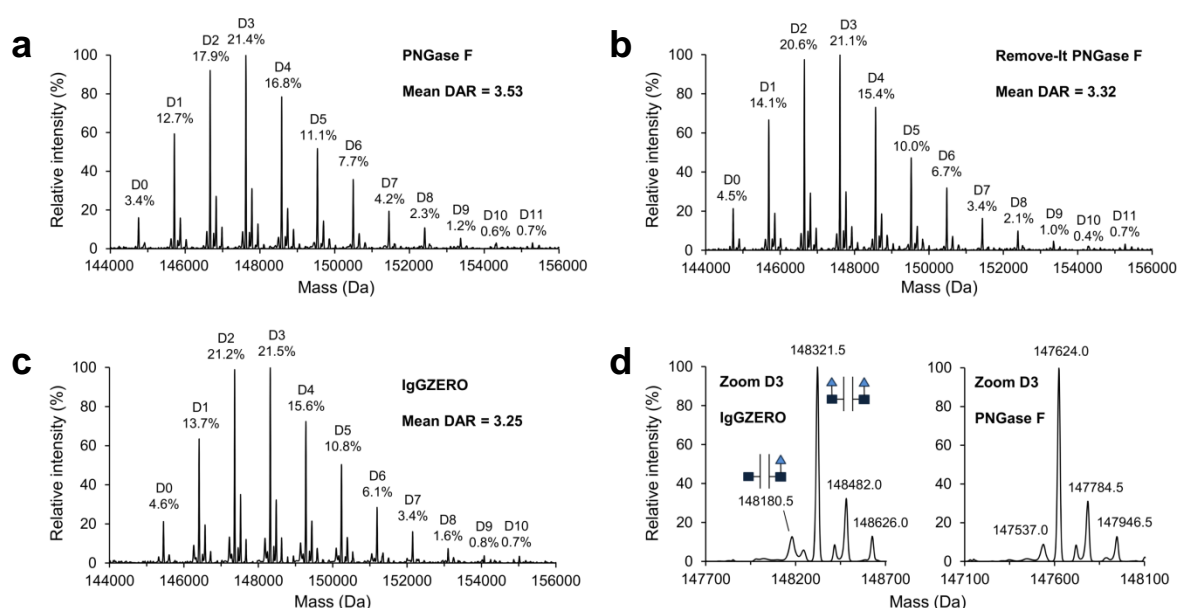 a
PNGase F
Mean DAR = 3.53
Relative intensity (%)
100
80
60
40
20
0
D0
3.4%
D1
12.7%
D2
17.9%
D3
21.4%
D4
16.8%
D5
11.1%
D6
7.7%
D7
4.2%
D8
2.3%
D9
1.2%
D10
0.6%
D11
0.7%
144000 146000 148000 150000 152000 154000 156000
Mass (Da)
b
Remove-It PNGase F
Mean DAR = 3.32
Relative intensity (%)
100
80
60
40
20
0
D0
4.5%
D1
14.1%
D2
20.6%
D3
21.1%
D4
15.4%
D5
10.0%
D6
6.7%
D7
3.4%
D8
2.1%
D9
1.0%
D10
0.4%
D11
0.7%
144000 146000 148000 150000 152000 154000 156000
Mass (Da)
c
IgGZERO
Mean DAR = 3.25
Relative intensity (%)
100
80
60
40
20
0
D0
4.6%
D1
13.7%
D2
21.2%
D3
21.5%
D4
15.6%
D5
10.8%
D6
6.1%
D7
3.4%
D8
1.6%
D9
0.8%
D10
0.7%
144000 146000 148000 150000 152000 154000 156000
Mass (Da)
d
Relative intensity (%)
100
80
60
40
20
0
Zoom D3
IgGZERO
148321.5
148180.5
148482.0
148626.0
147700 148200 148700
100
80
60
40
20
0
Zoom D3
PNGase F
147624.0
147537.0
147784.5
147946.5
147100 147600 148100
Mass (Da)